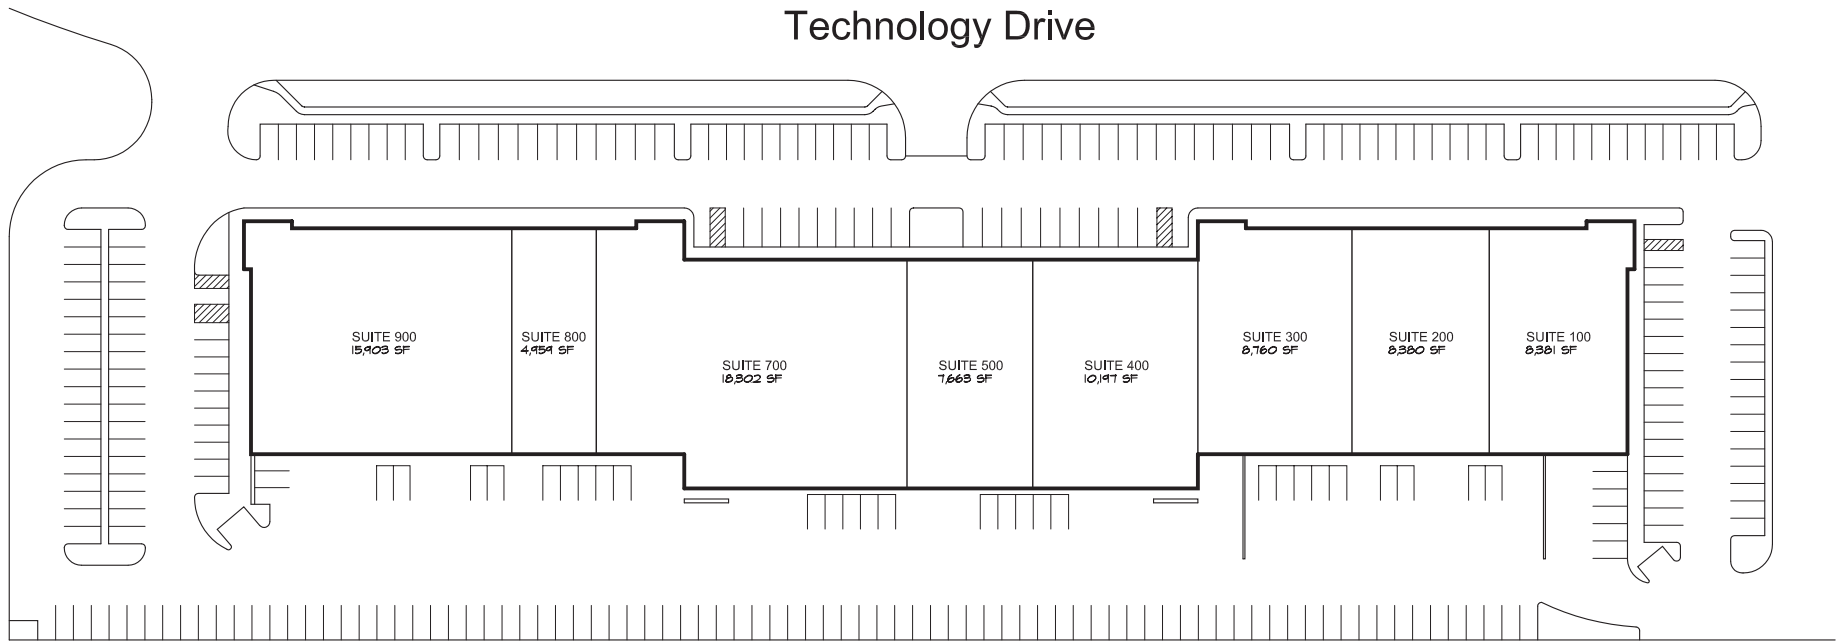 Technology Drive
SUITE 900
15,903 SF
SUITE 800
4,959 SF
SUITE 700
18,302 SF
SUITE 500
7,663 SF
SUITE 400
10,197 SF
SUITE 300
8,760 SF
SUITE 200
8,380 SF
SUITE 100
8,381 SF